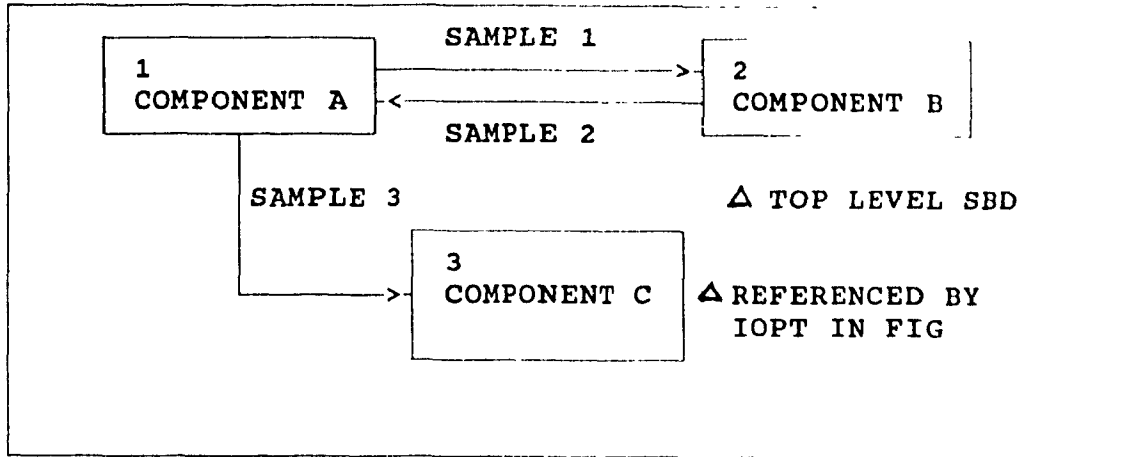 SAMPLE 1
1
COMPONENT A
2
COMPONENT B
SAMPLE 2
SAMPLE 3
Δ TOP LEVEL SBD
3
COMPONENT C
Δ REFERENCED BY
IOPT IN FIG